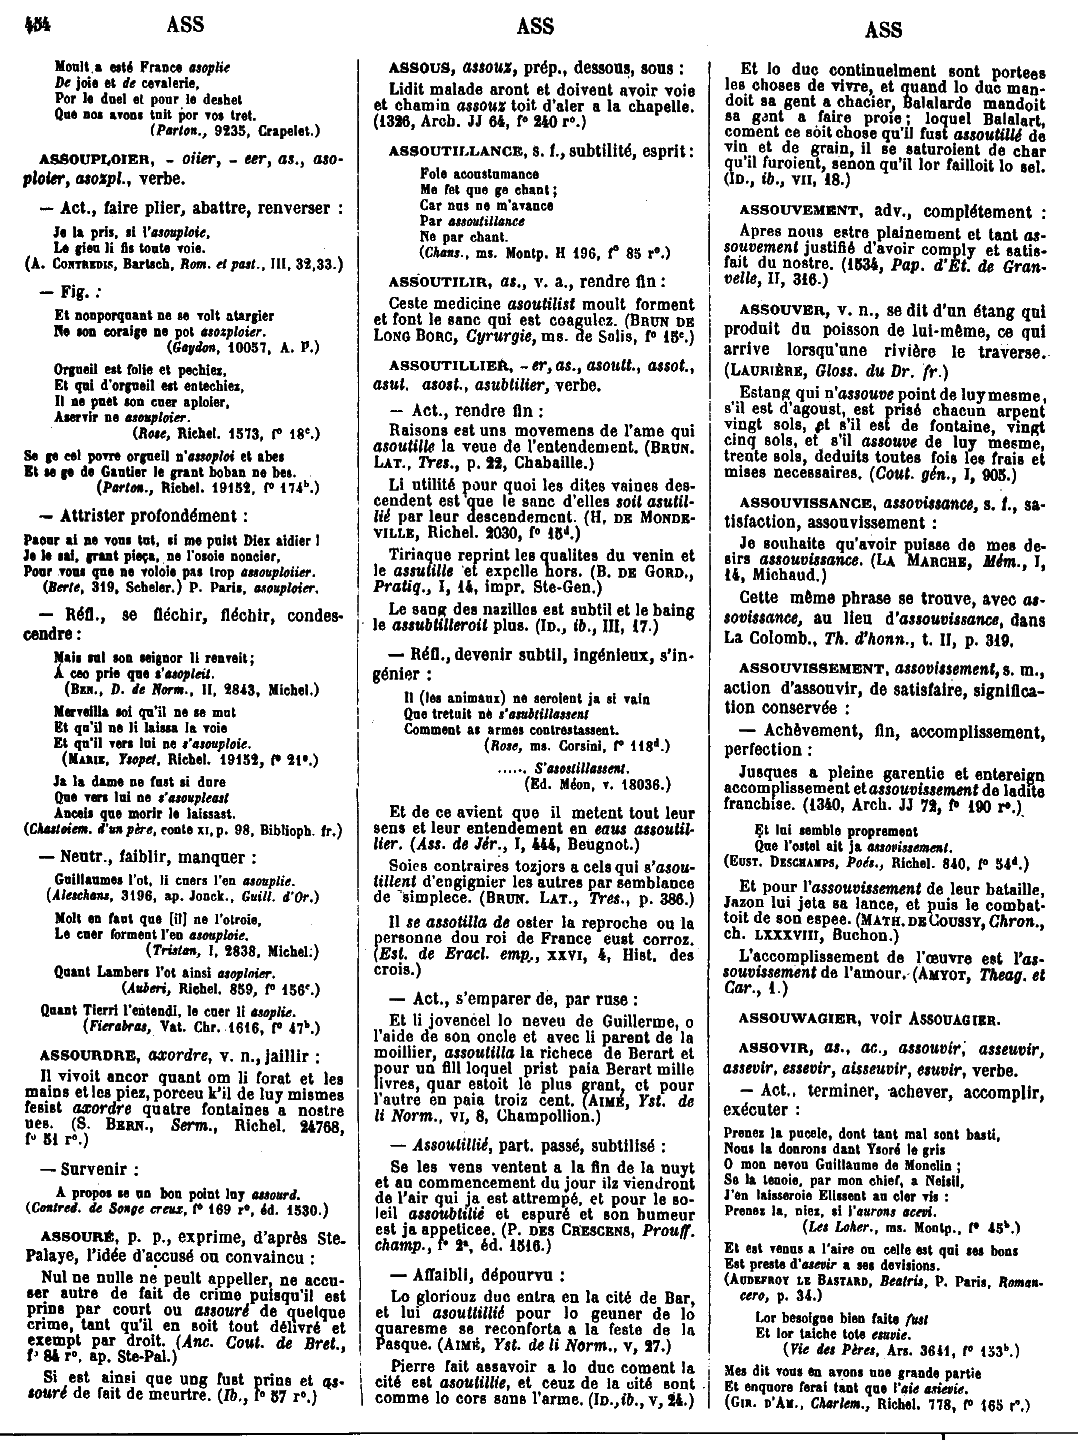 454 ASS
ASS
ASS
Moult a esté France asoplie
De joie et de cevalerie,
Por le duel et pour le deshet
Que nos avons tuit por vos tret.
(Parton., 9235, Crapelet.)
ASSOUPLOIER, - oiier, - eer, as., aso-
ploier, asoxpl., verbe.
— Act., faire plier, abattre, renverser :
Je la pris, si l'asouploie,
Le gieu li fis toute voie.
(A. CONTREDIS, Bartsch, Rom. et past., III, 32,33.)
— Fig. :
Et nonporquant ne se volt atargier
Ne son coraige ne pot asoxploier.
(Gaydon, 10057, A. P.)
Orgueil est folie et pechiez,
Et qui d'orgueil est entechiez,
Il ne puet son cuer aploier,
Aservir ne asouploier.
(Rose, Richel. 1573, f° 18ᶜ.)
Se ge cel povre orgueil n'asoploi et abes
Et se ge de Gautier le grant boban ne bes.
(Parton., Richel. 19152, f° 174ᵇ.)
— Attrister profondément :
Paour ai ne vous tut, si me puist Diex aidier !
Je le sai, grant pieça, ne l'osoie noncier,
Pour vous que ne voloie pas trop assouploiier.
(Berte, 319, Scheler.) P. Paris, asouploier.
— Réfl., se fléchir, fléchir, condes-
cendre :
Mais sul son seignor li renveit ;
A ceo prie que s'asopleit.
(BEN., D. de Norm., II, 2843, Michel.)
Merveilla soi qu'il ne se mut
Et qu'il ne li laissa la voie
Et qu'il vers lui ne s'asouploie.
(MARIE, Ysopet, Richel. 19152, f° 21ᵉ.)
Ja la dame ne fust si dure
Que vers lui ne s'asoupleast
Anceis que morir le laissast.
(Chastoiem. d'un père, conte XI, p. 98, Biblioph. fr.)
— Neutr., faiblir, manquer :
Guillaumes l'ot, li cuers l'en asouplie.
(Aleschans, 3196, ap. Jonck., Guill. d'Or.)
Molt en faut que [il] ne l'otroie,
Le cuer forment l'en asouploie.
(Tristan, I, 2838, Michel.)
Quant Lambers l'ot ainsi asoploier.
(Auberi, Richel. 859, f° 156ᶜ.)
Quant Tierri l'entendi, le cuer li asoplie.
(Fierabras, Vat. Chr. 1616, f° 47ᵇ.)
ASSOURDRE, axordre, v. n., jaillir :
Il vivoit ancor quant om li forat et les
mains et les piez, porceu k'il de luy mismes
fesist axordre quatre fontaines a nostre
ues. (S. BERN., Serm., Richel. 24768,
f° 51 r°.)
— Survenir :
A propos se un bon point luy assourd.
(Contred. de Songe creux, f° 169 r°, éd. 1530.)
ASSOURÉ, p. p., exprime, d'après Ste-
Palaye, l'idée d'accusé ou convaincu :
Nul ne nulle ne peult appeller, ne accu-
ser autre de fait de crime puisqu'il est
prins par court ou assouré de quelque
crime, tant qu'il en soit tout délivré et
exempt par droit. (Anc. Cout. de Bret.,
f° 84 r°, ap. Ste-Pal.)
Si est ainsi que ung fust prins et as-
souré de fait de meurtre. (Ib., f° 57 r°.)
ASSOUS, assoux, prép., dessous, sous :
Lidit malade aront et doivent avoir voie
et chamin assoux toit d'aler a la chapelle.
(1326, Arch. JJ 64, f° 240 r°.)
ASSOUTILLANCE, s. f., subtilité, esprit :
Fole acoustumance
Me fet que ge chant ;
Car nus ne m'avance
Par assoutillance
Ne par chant.
(Chans., ms. Montp. H 196, f° 85 r°.)
ASSOUTILIR, as., v. a., rendre fin :
Ceste medicine asoutilist moult forment
et font le sanc qui est coagulez. (BRUN DE
LONG BORC, Cyrurgie, ms. de Salis, f° 15ᶜ.)
ASSOUTILLIER, - er, as., asoutt., assot.,
asut. asost., asubtilier, verbe.
— Act., rendre fin :
Raisons est uns movemens de l'ame qui
asoutille la veue de l'entendement. (BRUN.
LAT., Tres., p. 22, Chabaille.)
Li utilité pour quoi les dites vaines des-
cendent est que le sanc d'elles soit asutil-
lié par leur descendement. (H. DE MONDE-
VILLE, Richel. 2030, f° 15ᵈ.)
Tiriaque reprint les qualites du venin et
le assutille et expelle hors. (B. DE GORD.,
Pratiq., I, 14, impr. Ste-Gen.)
Le sang des nazilles est subtil et le baing
le assubtilleroit plus. (ID., ib., III, 17.)
— Réfl., devenir subtil, ingénieux, s'in-
génier :
Il (les animaux) ne seroient ja si vain
Que tretuit ne s'asubtillassent
Comment as armes contrestassent.
(Rose, ms. Corsini, f° 118ᵈ.)
..... S'asostillassent.
(Ed. Méon, v. 18036.)
Et de ce avient que il metent tout leur
sens et leur entendement en eaus assoutil-
lier. (Ass. de Jér., I, 444, Beugnot.)
Soies contraires tozjors a cels qui s'asou-
tillent d'engignier les autres par semblance
de simplece. (BRUN. LAT., Tres., p. 386.)
Il se assotilla de oster la reproche ou la
personne dou roi de France eust corroz.
(Est. de Eracl. emp., XXVI, 4, Hist. des
crois.)
— Act., s'emparer de, par ruse :
Et li jovencel lo neveu de Guillerme, o
l'aide de son oncle et avec li parent de la
moillier, assoutilla la richece de Berart et
pour un fill loquel prist paia Berart mille
livres, quar estoit le plus grant, et pour
l'autre en paia troiz cent. (AIMÉ, Yst. de
li Norm., VI, 8, Champollion.)
— Assoutillié, part. passé, subtilisé :
Se les vens ventent a la fin de la nuyt
et au commencement du jour ilz viendront
de l'air qui ja est attrempé, et pour le so-
leil assoubtilié et espuré et son humeur
est ja appeticee. (P. DES CRESCENS, Prouff.
champ., f° 2ᵃ, éd. 1516.)
— Affaibli, dépourvu :
Lo gloriouz duc entra en la cité de Bar,
et lui asouttillié pour lo geuner de lo
quaresme se reconforta a la feste de la
Pasque. (AIMÉ, Yst. de li Norm., V, 27.)
Pierre fait assavoir a lo duc coment la
cité est asoutillie, et ceuz de la cité sont
comme lo cors sans l'arme. (ID., ib., V, 24.)
Et lo duc continuelment sont portees
les choses de vivre, et quand lo duc man-
doit sa gent a chacier, Balalarde mandoit
sa gent a faire proie ; loquel Balalart,
coment ce soit chose qu'il fust assoutillé de
vin et de grain, il se saturoient de char
qu'il furoient, senon qu'il lor failloit lo sel.
(ID., ib., VII, 18.)
ASSOUVEMENT, adv., complétement :
Apres nous estre plainement et tant as-
souvement justifié d'avoir comply et satis-
fait du nostre. (1534, Pap. d'Et. de Gran-
velle, II, 316.)
ASSOUVER, v. n., se dit d'un étang qui
produit du poisson de lui-même, ce qui
arrive lorsqu'une rivière le traverse.
(LAURIÈRE, Gloss. du Dr. fr.)
Estang qui n'assouve point de luy mesme,
s'il est d'agoust, est prisé chacun arpent
vingt sols, et s'il est de fontaine, vingt
cinq sols, et s'il assouve de luy mesme,
trente sols, deduits toutes fois les frais et
mises necessaires. (Cout. gén., I, 905.)
ASSOUVISSANCE, assovissance, s. f., sa-
tisfaction, assouvissement :
Je souhaite qu'avoir puisse de mes de-
sirs assouvissance. (LA MARCHE, Mém., I,
14, Michaud.)
Cette même phrase se trouve, avec as-
sovissance, au lieu d'assouvissance, dans
La Colomb., Th. d'honn., t. II, p. 319.
ASSOUVISSEMENT, assovissement, s. m.,
action d'assouvir, de satisfaire, significa-
tion conservée :
— Achèvement, fin, accomplissement,
perfection :
Jusques a pleine garentie et entereign
accomplissement et assouvissement de ladite
franchise. (1340, Arch. JJ 72, f° 190 r°.)
Et lui semble proprement
Que l'ostel ait ja assovissement.
(EUST. DESCHAMPS, Poés., Richel. 840, f° 54ᵈ.)
Et pour l'assouvissement de leur bataille,
Jazon lui jeta sa lance, et puis le combat-
toit de son espee. (MATH. DE COUSSY, Chron.,
ch. LXXXVIII, Buchon.)
L'accomplissement de l'œuvre est l'as-
souvissement de l'amour. (AMYOT, Theag. et
Car., 1.)
ASSOUWAGIER, voir ASSOUAGIER.
ASSOVIR, as., ac., assouvir, asseuvir,
assevir, essevir, aisseuvir, esuvir, verbe.
— Act., terminer, achever, accomplir,
exécuter :
Prenez la pucele, dont tant mal sont basti,
Nous la donrons dant Ysoré le gris
O mon nevou Guillaume de Monclin ;
Se la tenoie, par mon chief, a Neisil,
J'en laisseroie Elissent au cler vis :
Prenez la, niez, si l'aurons acevi.
(Les Loher., ms. Montp., f° 45ᵇ.)
Et est venus a l'aire ou celle est qui ses bons
Est preste d'asevir a ses devisions.
(AUDEFROY LE BASTARD, Beatris, P. Paris, Roman-
cero, p. 34.)
Lor besoigne bien faite fust
Et lor taiche tote esuvie.
(Vie des Pères, Ars. 3641, f° 153ᵇ.)
Mes dit vous en avons une grande partie
Et enquore ferai tant que l'aie asievie.
(GIR. D'AM., Charlem., Richel. 778, f° 165 r°.)